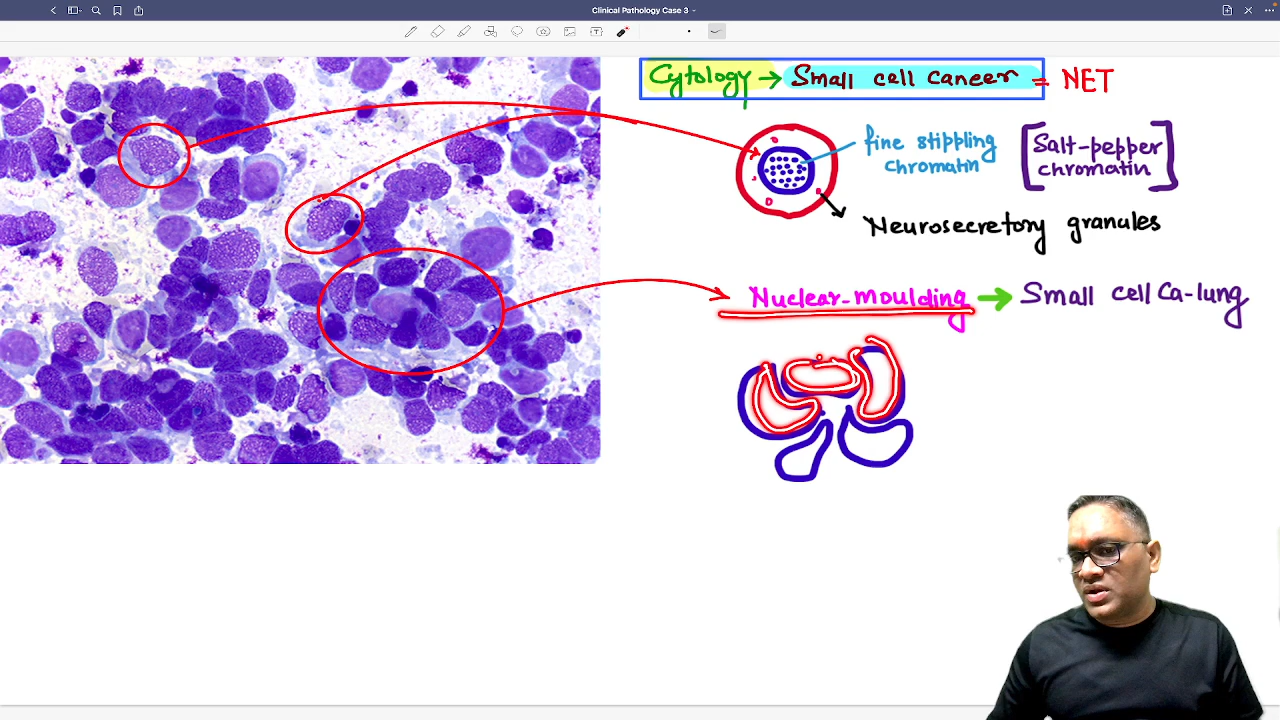 Clinical Pathology Case 3
Cytology → Small cell cancer = NET
fine stippling
chromatin
[Salt-pepper
chromatin]
Neurosecretory granules
Nuclear-moulding → Small cell Ca-lung